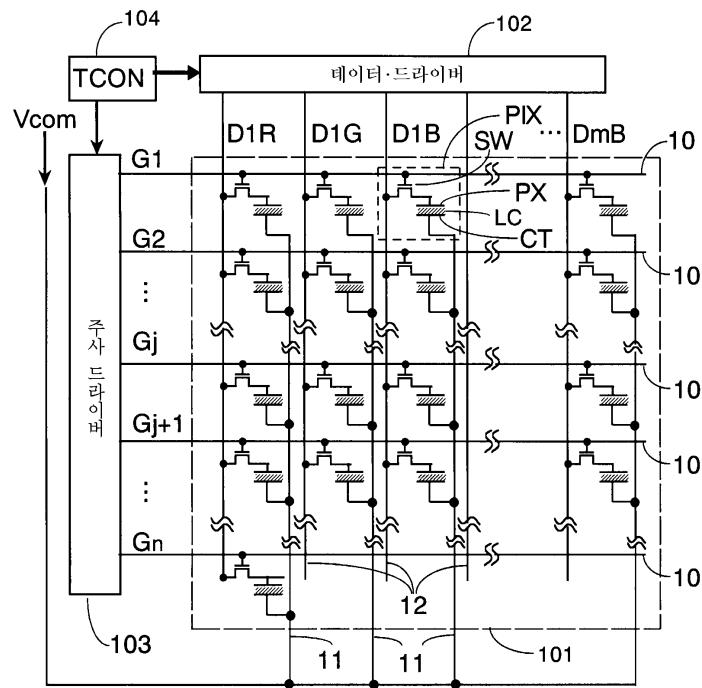 104
102
TCON
테이터·드라이버
Vcom
D1R
D1G
D1B
PIX
SW
...
DmB
G1
10
PX
LC
CT
G2
10
⋮
주사 드라이버
Gj
10
Gj+1
10
⋮
Gn
10
12
103
11
11
101